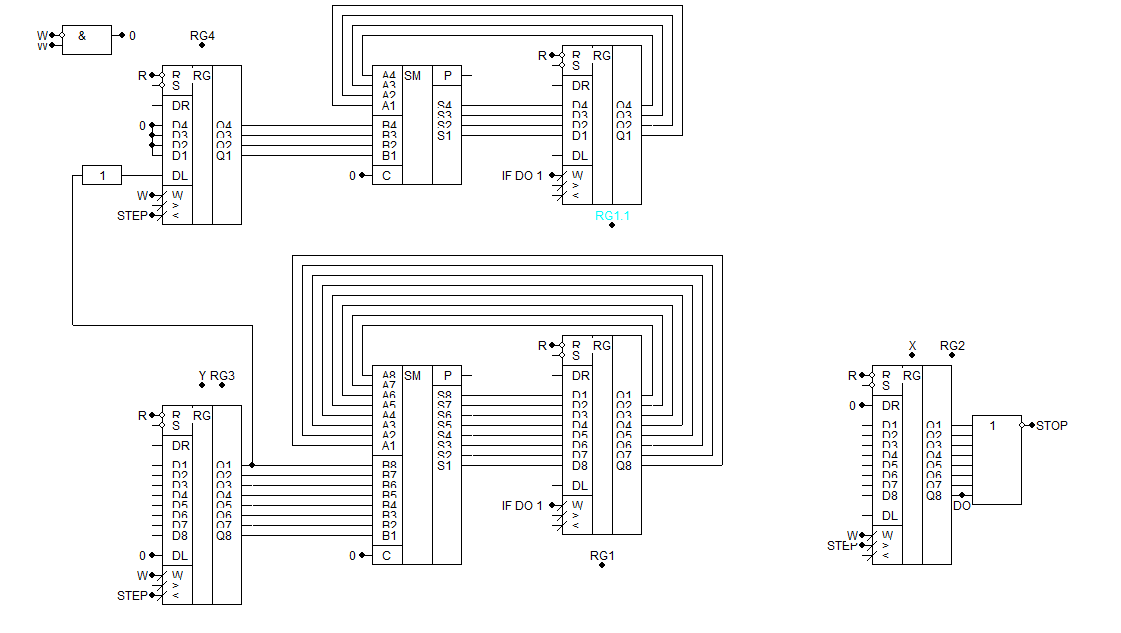 W & 0
W
RG4
R R RG
S
DR
0 D4 Q4
D3 Q3
D2 Q2
D1 Q1
1 DL
W W
>
STEP <
A4 SM P
A3
A2
A1 S4
S3
B4 S2
B3 S1
B2
B1
0 C
R R RG
S
DR
D4 Q4
D3 Q3
D2 Q2
D1 Q1
DL
IF DO 1 W
>
<
RG1.1
Y RG3
R R RG
S
DR
D1 Q1
D2 Q2
D3 Q3
D4 Q4
D5 Q5
D6 Q6
D7 Q7
D8 Q8
0 DL
W W
>
STEP <
A8 SM P
A7
A6 S8
A5 S7
A4 S6
A3 S5
A2 S4
A1 S3
S2
B8 S1
B7
B6
B5
B4
B3
B2
B1
0 C
R R RG
S
DR
D1 Q1
D2 Q2
D3 Q3
D4 Q4
D5 Q5
D6 Q6
D7 Q7
D8 Q8
DL
IF DO 1 W
>
<
RG1
X RG2
R R RG
S
0 DR
D1 Q1 1 STOP
D2 Q2
D3 Q3
D4 Q4
D5 Q5
D6 Q6
D7 Q7
D8 Q8
DO
DL
W W
STEP >
<